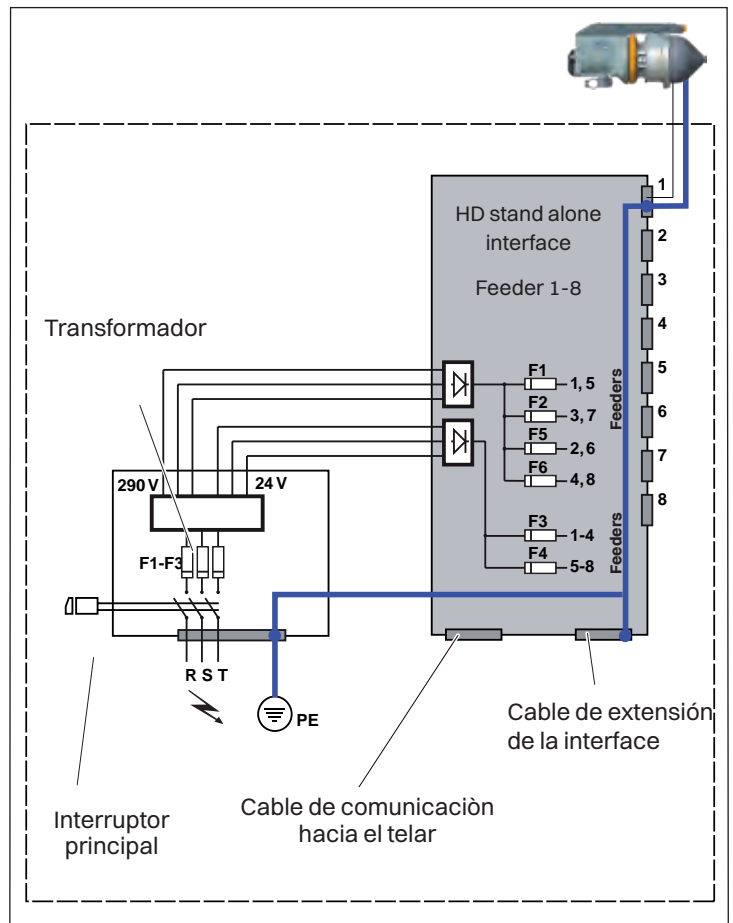 1
HD stand alone
interface
2
Feeder 1-8
3
4
Transformador
5
F1
1, 5
Feeders
F2
3, 7
6
F5
2, 6
7
F6
4, 8
290 V
24 V
8
F3
1-4
Feeders
F1-F3
F4
5-8
R S T
PE
Cable de extensión
de la interface
Cable de comunicaciòn
hacia el telar
Interruptor
principal